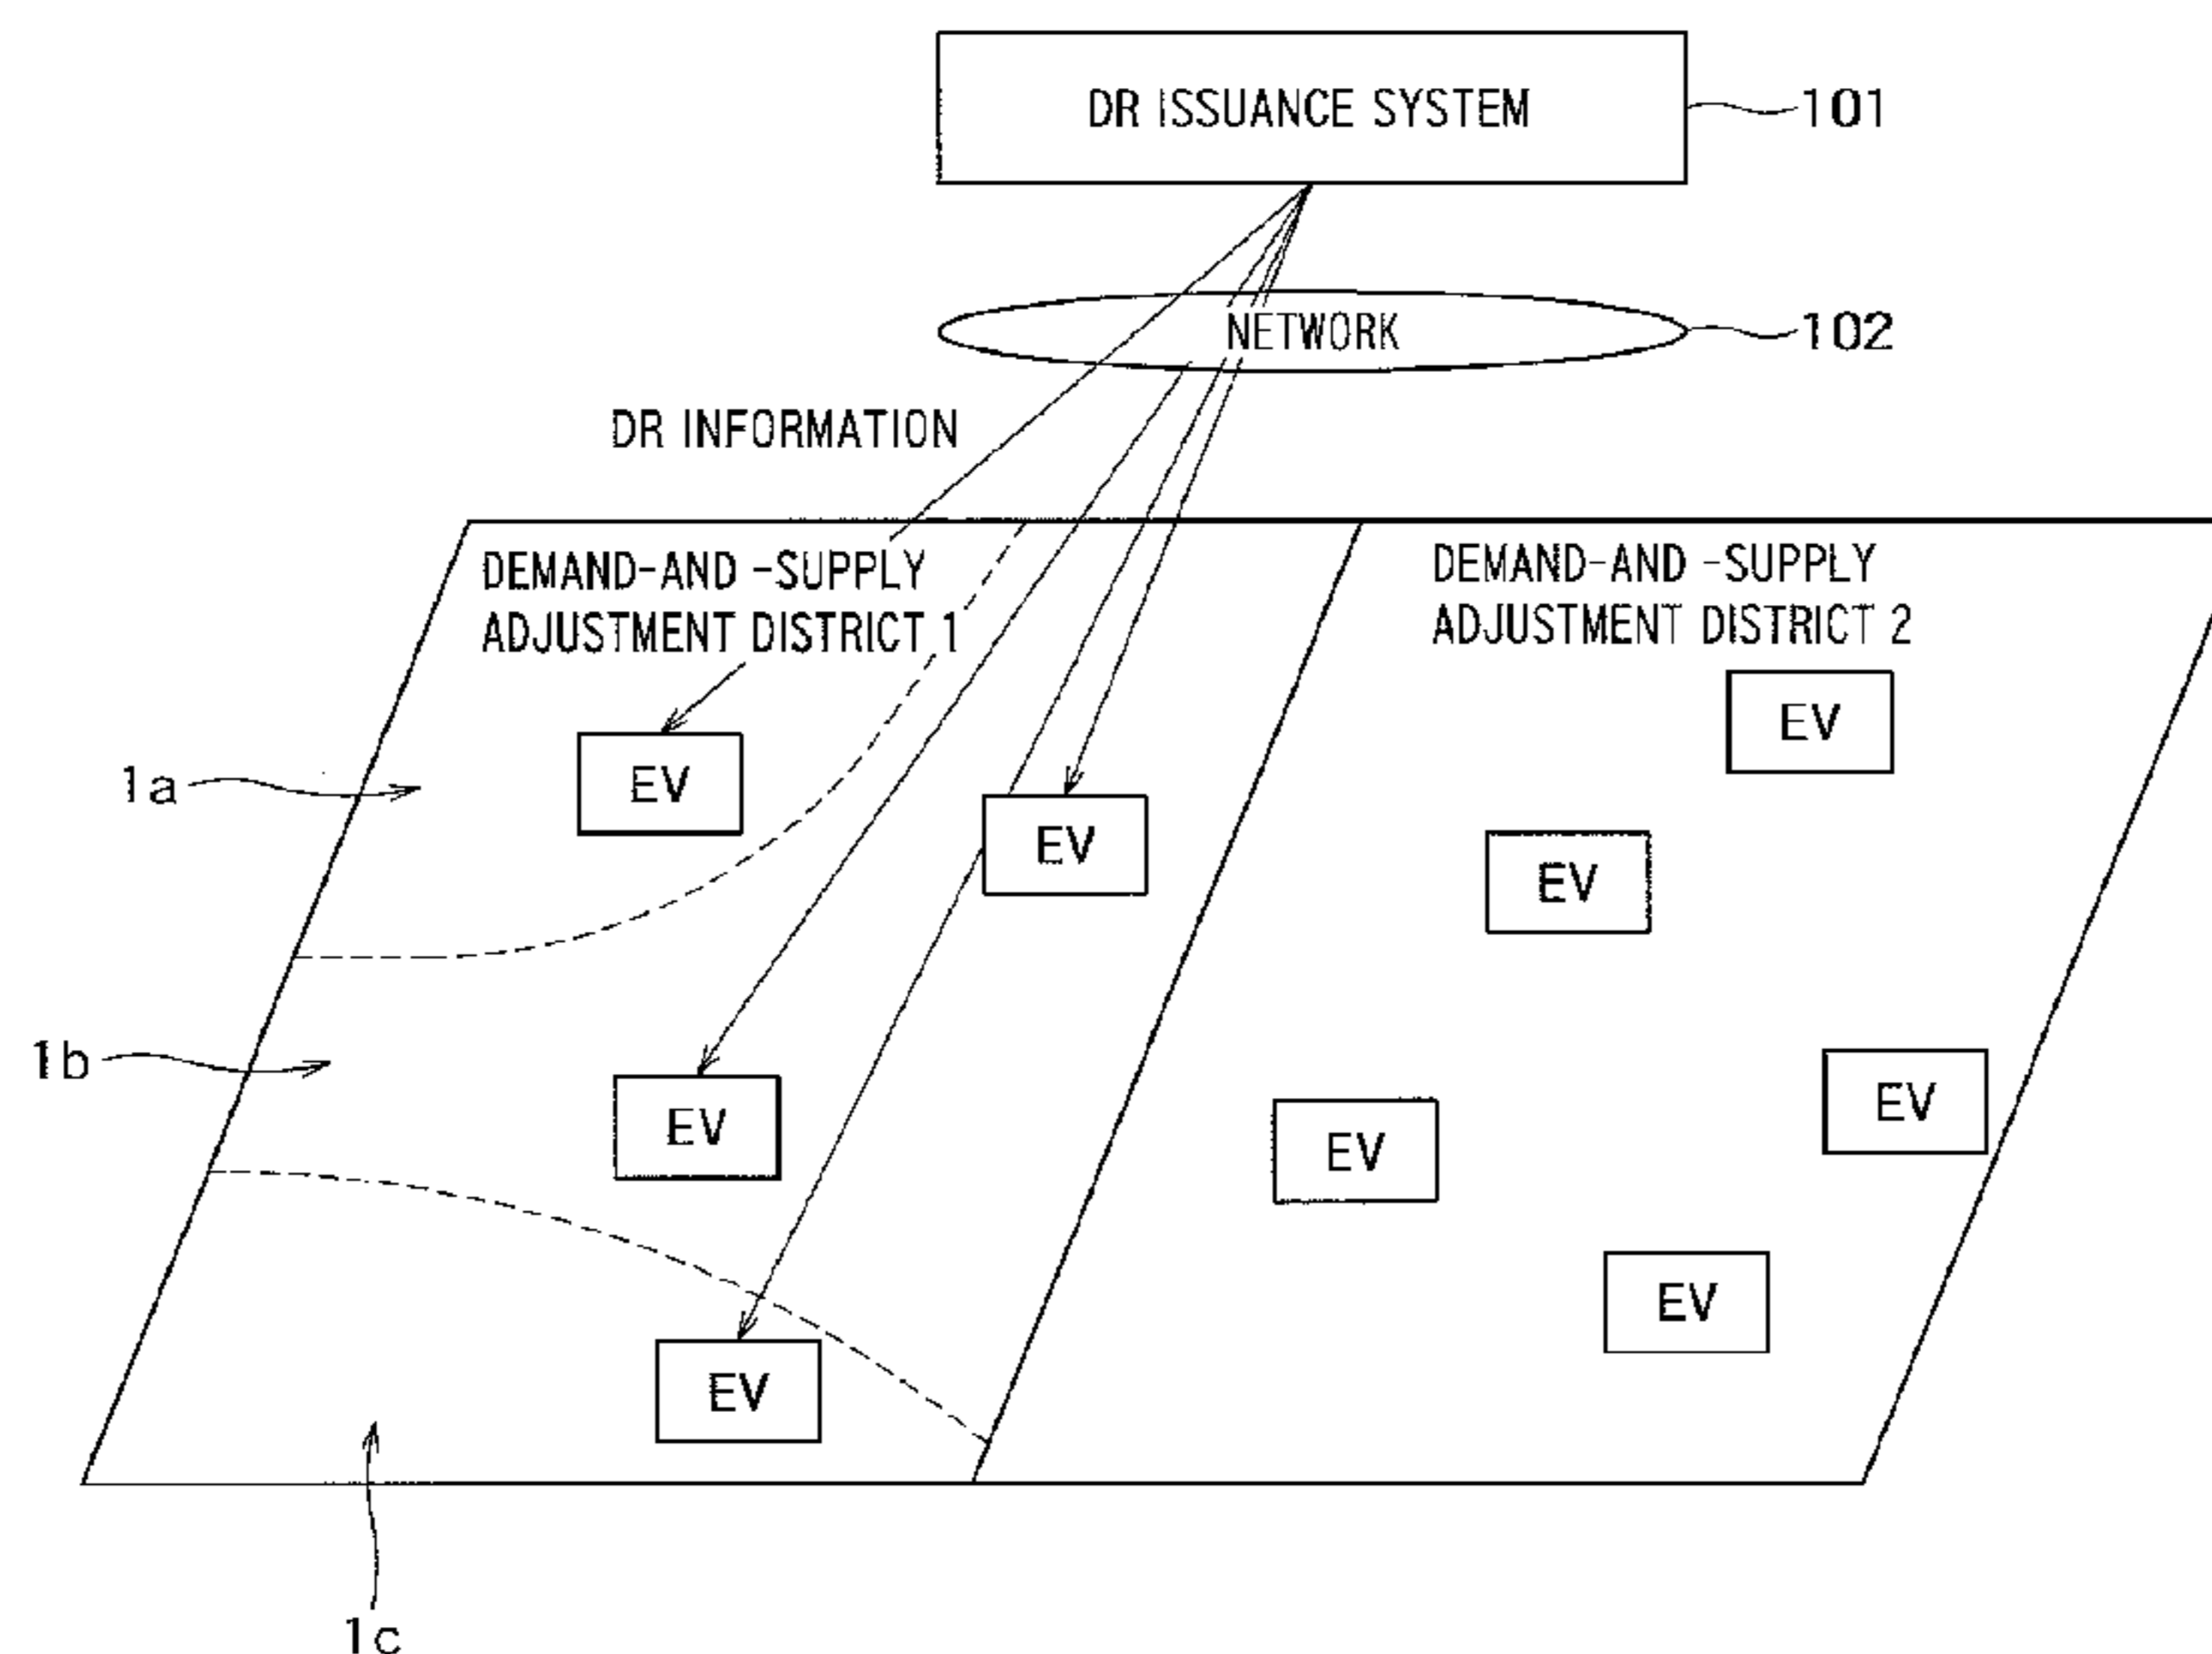 DR ISSUANCE SYSTEM
101
NETWORK
102
DR INFORMATION
DEMAND-AND -SUPPLY
ADJUSTMENT DISTRICT 1
DEMAND-AND -SUPPLY
ADJUSTMENT DISTRICT 2
EV
1a
EV
EV
EV
1b
EV
EV
EV
EV
EV
1c